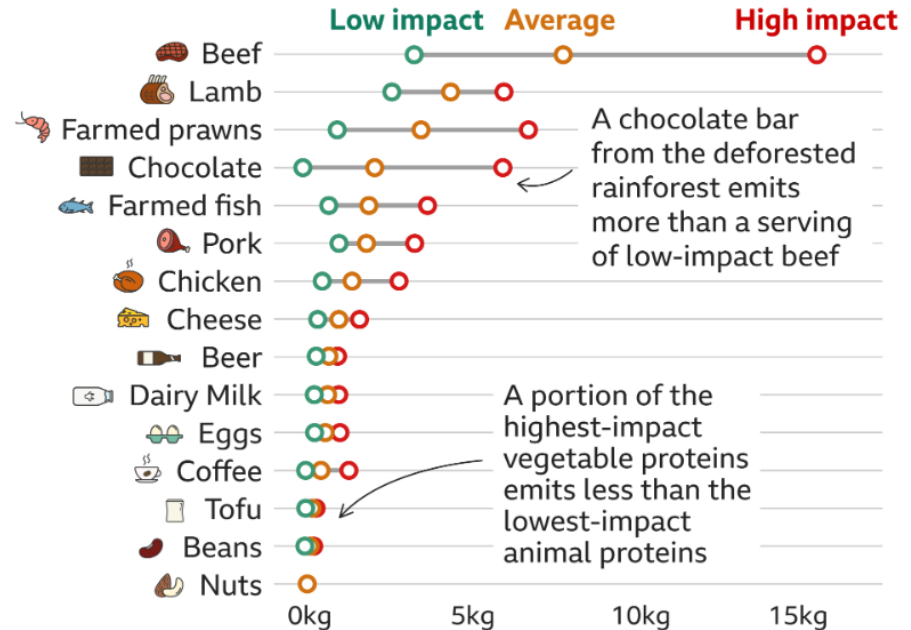 Low impact Average High impact
Beef
Lamb
Farmed prawns
Chocolate
Farmed fish
Pork
Chicken
Cheese
Beer
Dairy Milk
Eggs
Coffee
Tofu
Beans
Nuts
A chocolate bar
from the deforested
rainforest emits
more than a serving
of low-impact beef
A portion of the
highest-impact
vegetable proteins
emits less than the
lowest-impact
animal proteins
0kg 5kg 10kg 15kg